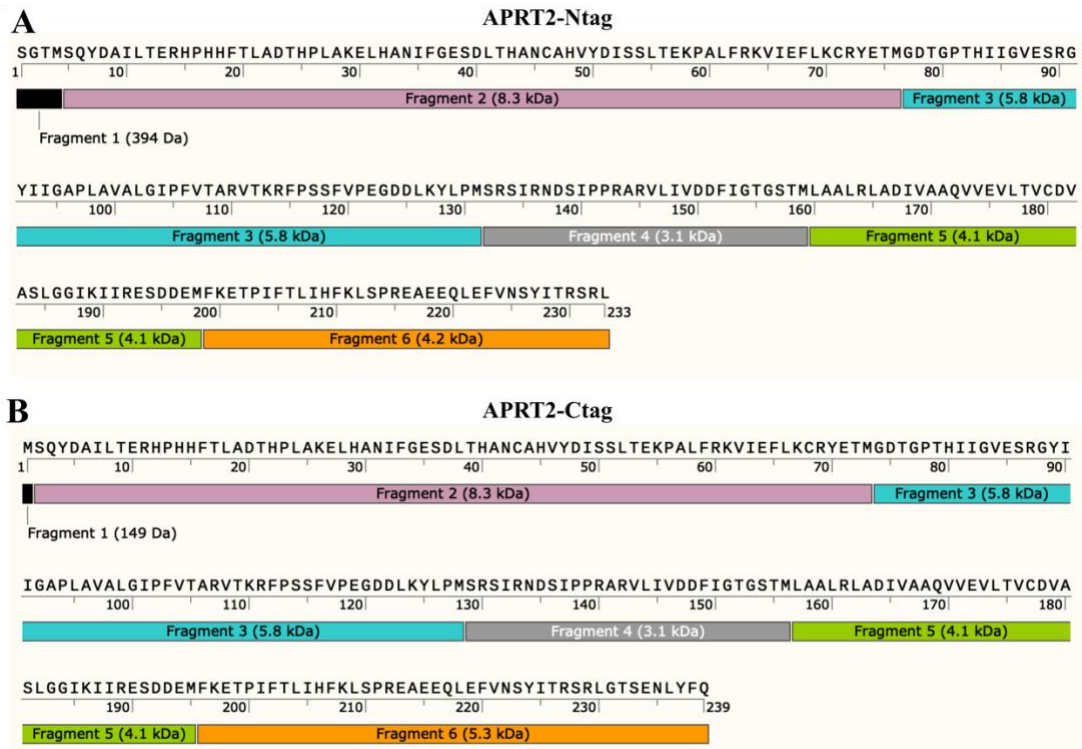 A
APRT2-Ntag
SGTMSQYDAILTERHPHHFTLADTHPLAKELHANIFGESDLTHANCAHVYDISSLTEKPALFRKVIEFLKCRYETMGDTGPTHIIGVESRG
1 10 20 30 40 50 60 70 80 90
Fragment 2 (8.3 kDa) Fragment 3 (5.8 kDa)
Fragment 1 (394 Da)
YIIGAPLAVALGIPFVTARVTKRFPSSFVPEGDDLKYLPMSRSIRNDSIPPRARVLIVDDFIGTGSTMLAALRLADIVAAQVVEVLTVCDV
100 110 120 130 140 150 160 170 180
Fragment 3 (5.8 kDa) Fragment 4 (3.1 kDa) Fragment 5 (4.1 kDa)
ASLGGIKIIRESDDEMFKETPIFTLIHFKLSPREAEEQLEFVNSYITRSRL
190 200 210 220 230 233
Fragment 5 (4.1 kDa) Fragment 6 (4.2 kDa)
B
APRT2-Ctag
MSQYDAILTERHPHHFTLADTHPLAKELHANIFGESDLTHANCAHVYDISSLTEKPALFRKVIEFLKCRYETMGDTGPTHIIGVESRGYI
1 10 20 30 40 50 60 70 80 90
Fragment 2 (8.3 kDa) Fragment 3 (5.8 kDa)
Fragment 1 (149 Da)
IGAPLAVALGIPFVTARVTKRFPSSFVPEGDDLKYLPMSRSIRNDSIPPRARVLIVDDFIGTGSTMLAALRLADIVAAQVVEVLTVCDVA
100 110 120 130 140 150 160 170 180
Fragment 3 (5.8 kDa) Fragment 4 (3.1 kDa) Fragment 5 (4.1 kDa)
SLGGIKIIRESDDEMFKETPIFTLIHFKLSPREAEEQLEFVNSYITRSRLGTSENLYFQ
190 200 210 220 230 239
Fragment 5 (4.1 kDa) Fragment 6 (5.3 kDa)